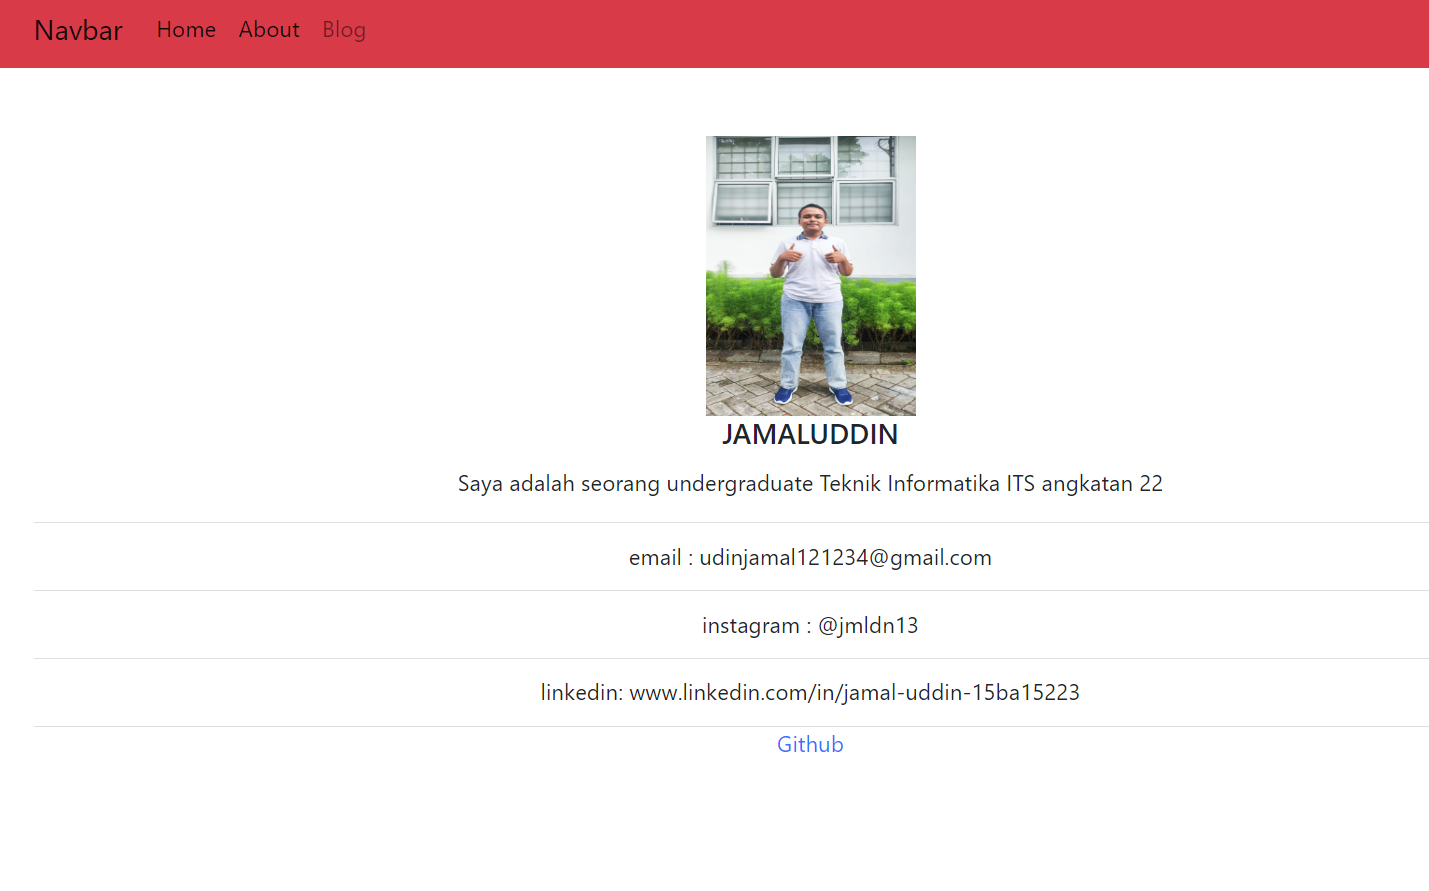 Navbar Home About Blog
JAMALUDDIN
Saya adalah seorang undergraduate Teknik Informatika ITS angkatan 22
email : udinjamal121234@gmail.com
instagram : @jmldn13
linkedin: www.linkedin.com/in/jamal-uddin-15ba15223
Github